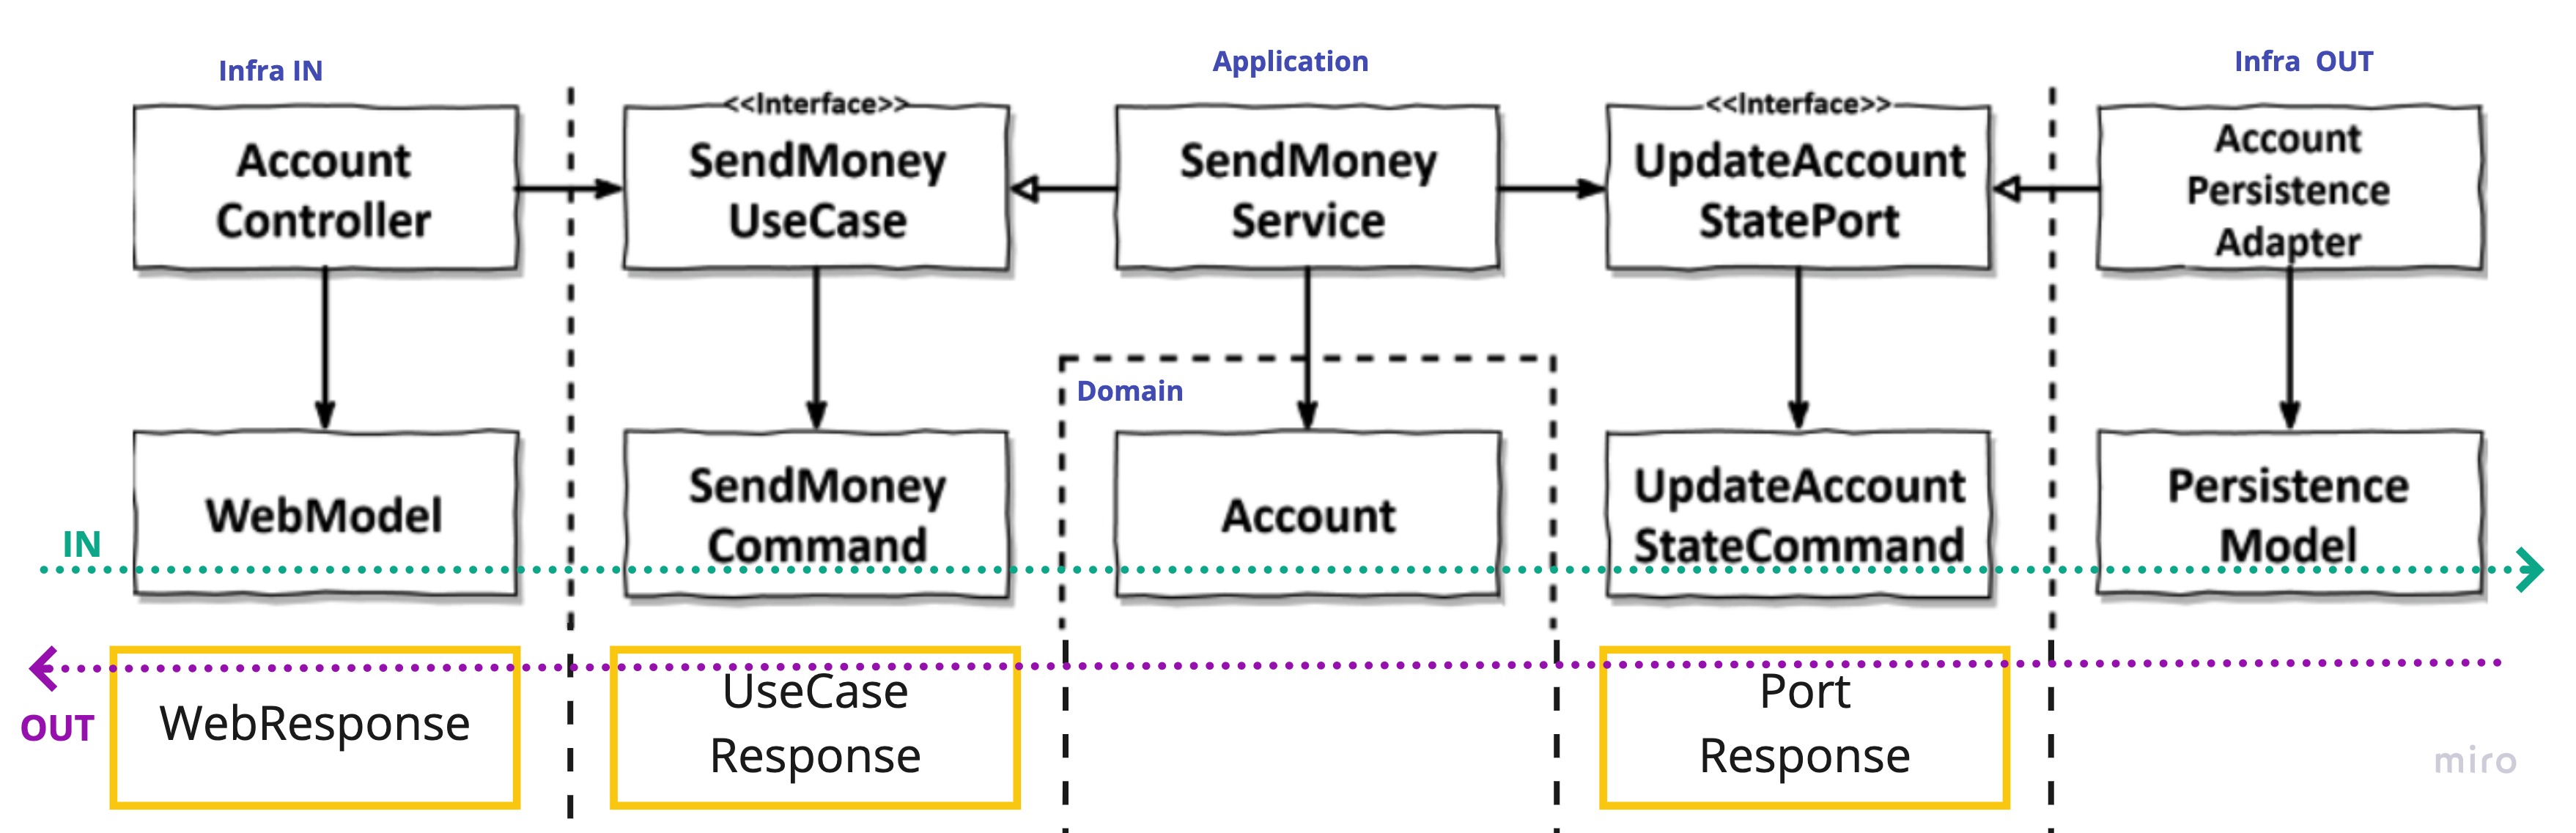 Infra IN
Application
Infra OUT
<<Interface>>
<<Interface>>
Account
Controller
SendMoney
UseCase
SendMoney
Service
UpdateAccount
StatePort
Account
Persistence
Adapter
Domain
WebModel
SendMoney
Command
Account
UpdateAccount
StateCommand
Persistence
Model
IN
OUT
WebResponse
UseCase
Response
Port
Response
miro